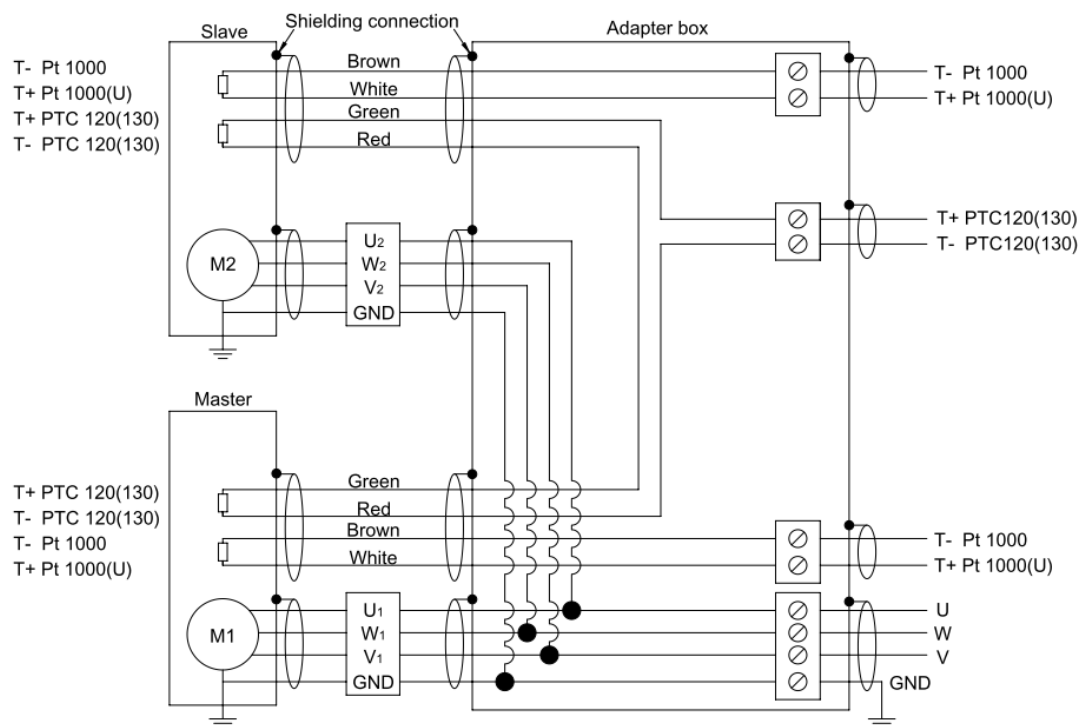 Shielding connection
Slave
Adapter box
T- Pt 1000
T+ Pt 1000(U)
T+ PTC 120(130)
T- PTC 120(130)
Brown
White
Green
Red
T- Pt 1000
T+ Pt 1000(U)
T+ PTC120(130)
T- PTC120(130)
M2
U2
W2
V2
GND
Master
T+ PTC 120(130)
T- PTC 120(130)
T- Pt 1000
T+ Pt 1000(U)
Green
Red
Brown
White
T- Pt 1000
T+ Pt 1000(U)
M1
U1
W1
V1
GND
U
W
V
GND